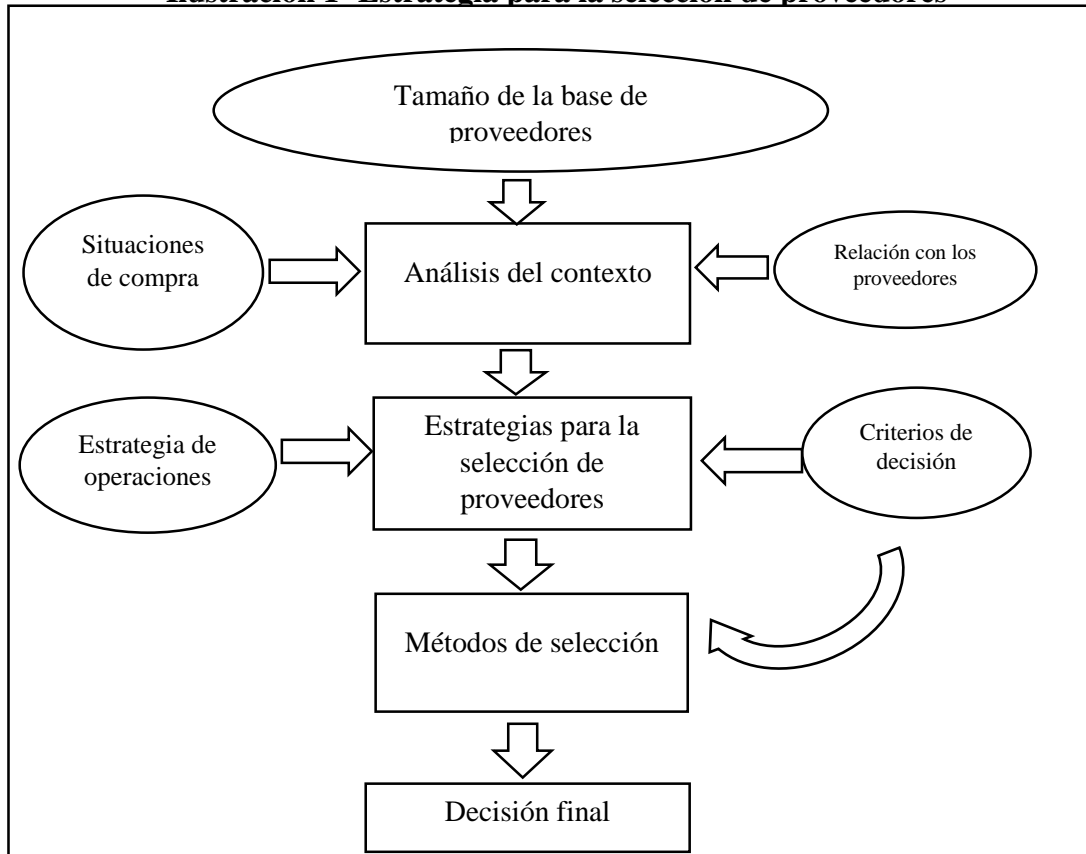 Ilustración 1 Estrategia para la selección de proveedores
Tamaño de la base de
proveedores
Situaciones
de compra
Análisis del contexto
Relación con los
proveedores
Estrategia de
operaciones
Estrategias para la
selección de
proveedores
Criterios de
decisión
Métodos de selección
Decisión final